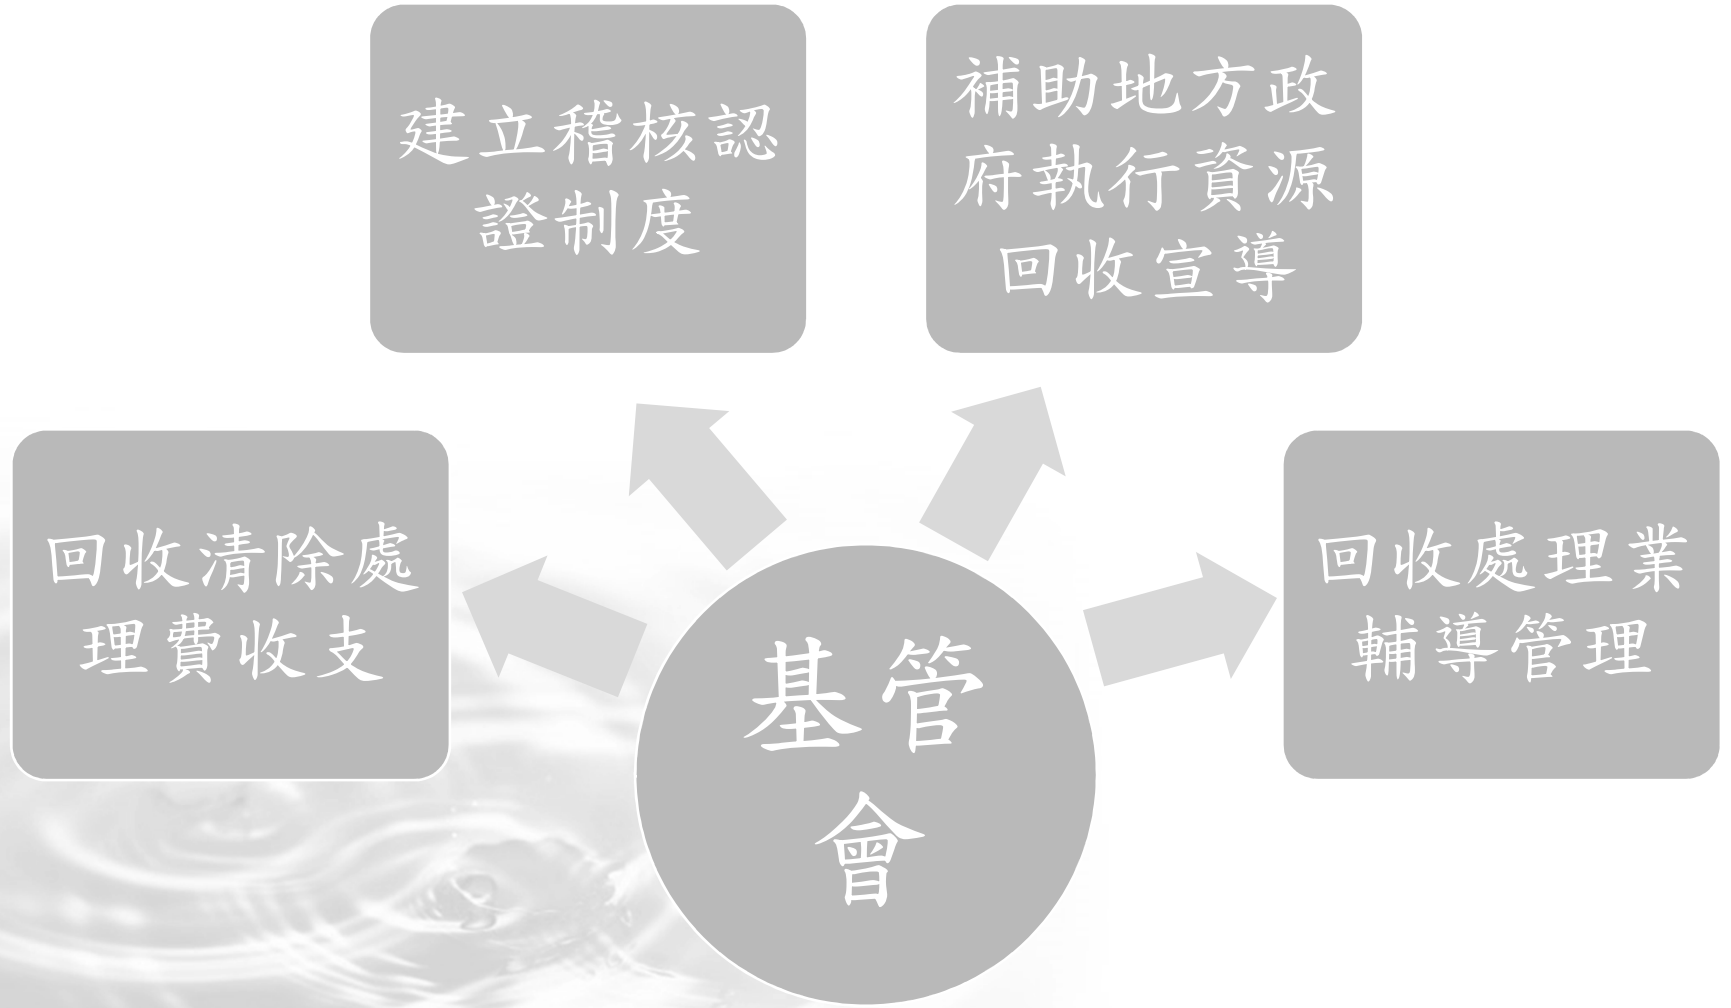 建立稽核認
證制度
補助地方政
府執行資源
回收宣導
回收清除處
理費收支
回收處理業
輔導管理
基管
會